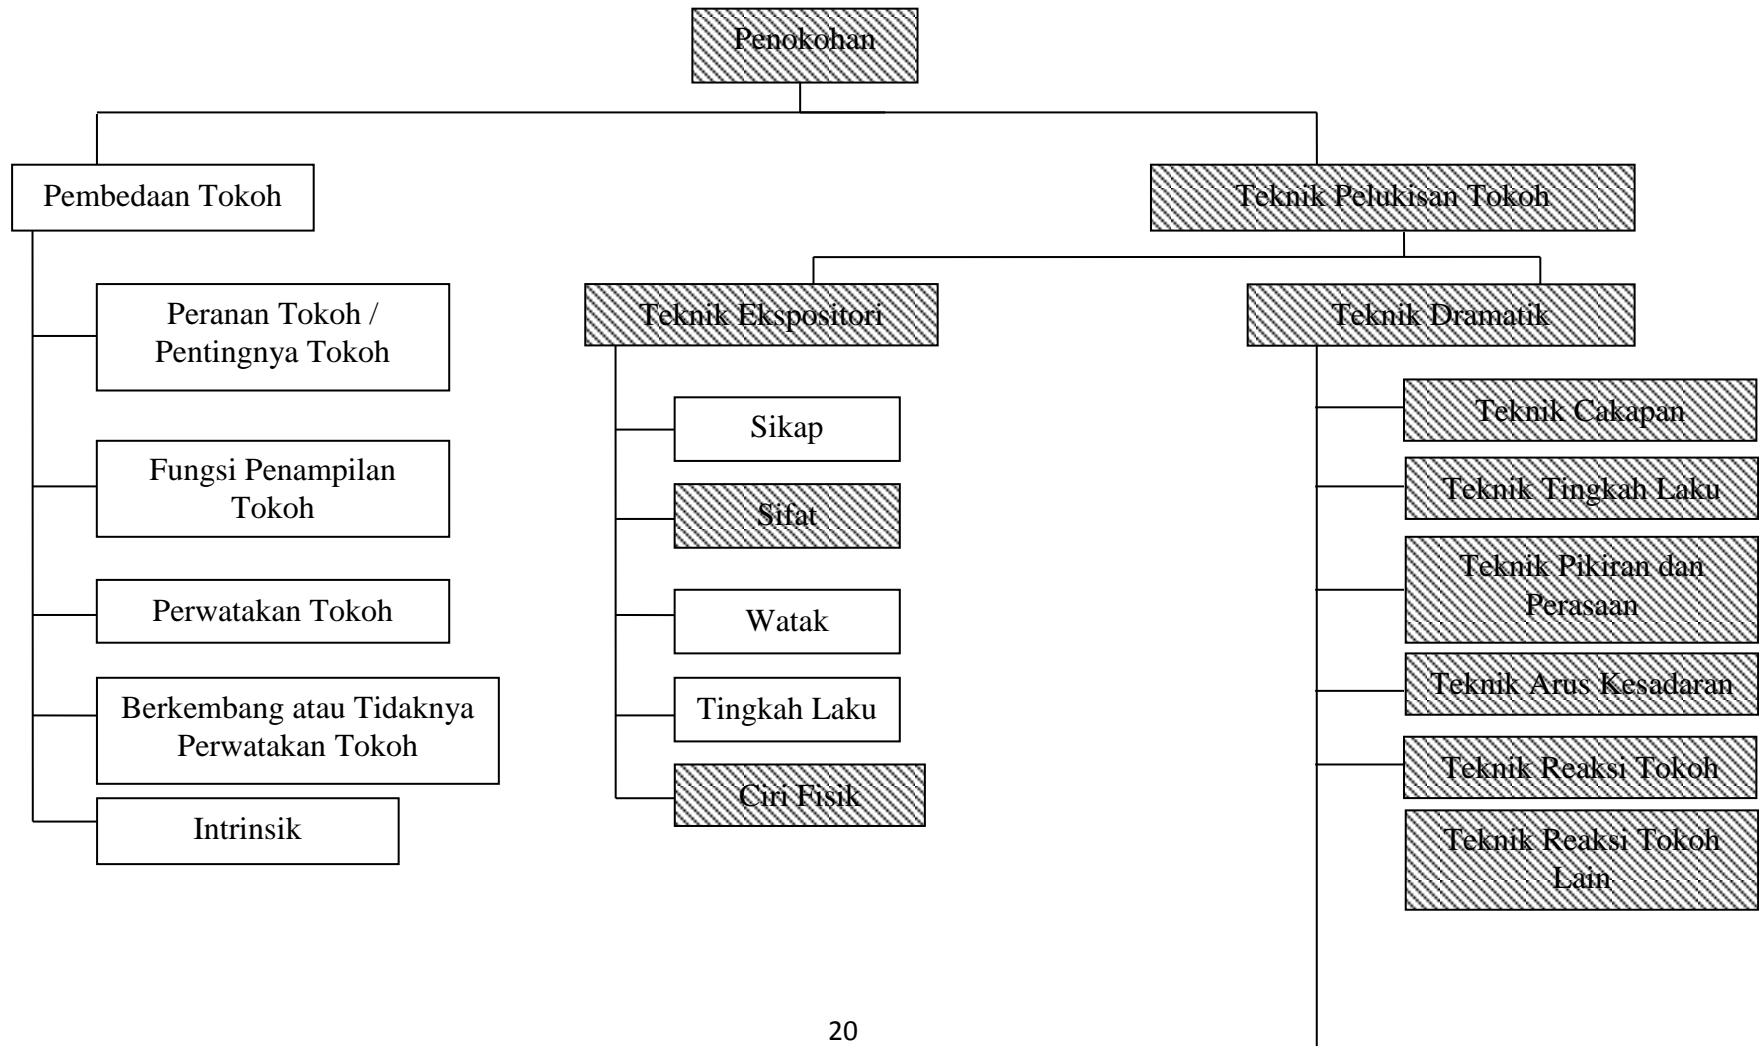 Penokohan
Pembedaan Tokoh
Teknik Pelukisan Tokoh
Peranan Tokoh /
Pentingnya Tokoh
Fungsi Penampilan
Tokoh
Perwatakan Tokoh
Berkembang atau Tidaknya
Perwatakan Tokoh
Intrinsik
Teknik Ekspositori
Sikap
Sifat
Watak
Tingkah Laku
Ciri Fisik
Teknik Dramatik
Teknik Cakapan
Teknik Tingkah Laku
Teknik Pikiran dan
Perasaan
Teknik Arus Kesadaran
Teknik Reaksi Tokoh
Teknik Reaksi Tokoh
Lain
20